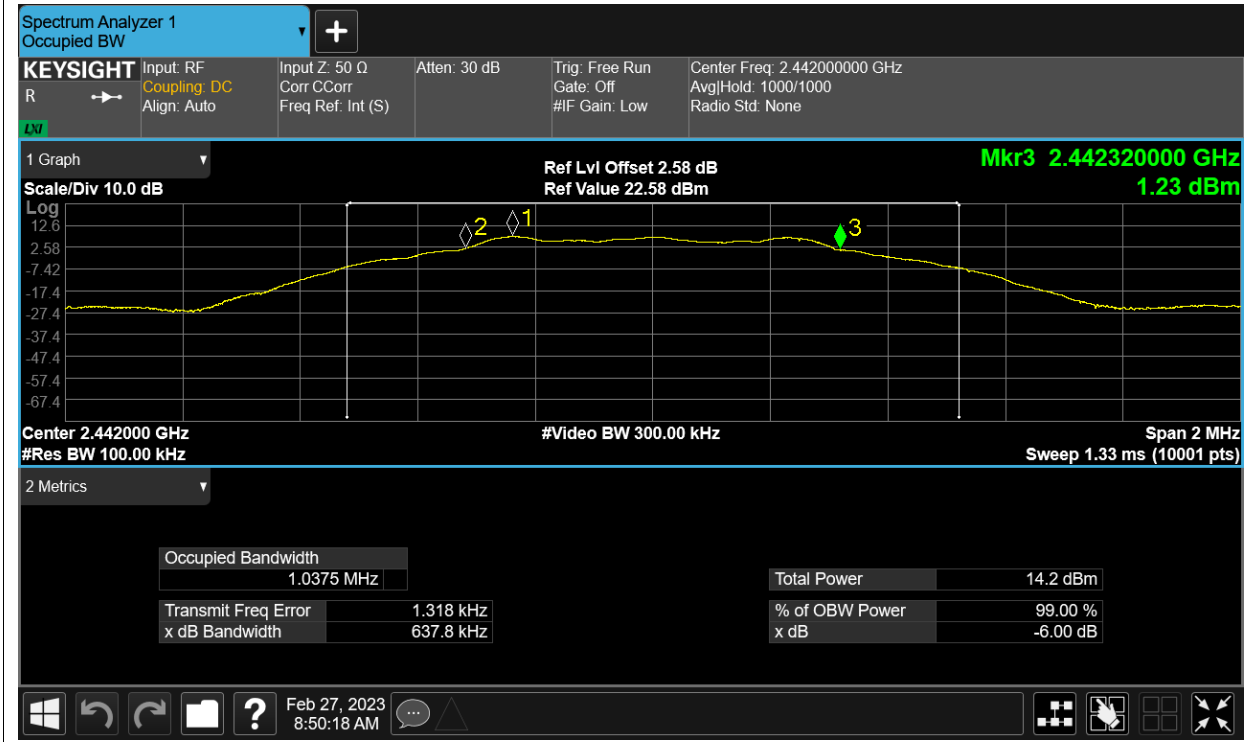 Spectrum Analyzer 1
Occupied BW
KEYSIGHT
R
LXI
Input: RF
Coupling: DC
Align: Auto
Input Z: 50 Ω
Corr CCorr
Freq Ref: Int (S)
Atten: 30 dB
Trig: Free Run
Gate: Off
#IF Gain: Low
Center Freq: 2.442000000 GHz
Avg|Hold: 1000/1000
Radio Std: None
1 Graph
Scale/Div 10.0 dB
Ref Lvl Offset 2.58 dB
Ref Value 22.58 dBm
Mkr3 2.442320000 GHz
1.23 dBm
Log
12.6
2.58
-7.42
-17.4
-27.4
-37.4
-47.4
-57.4
-67.4
2
1
3
Center 2.442000 GHz
#Res BW 100.00 kHz
#Video BW 300.00 kHz
Span 2 MHz
Sweep 1.33 ms (10001 pts)
2 Metrics
Occupied Bandwidth
1.0375 MHz
Transmit Freq Error 1.318 kHz
x dB Bandwidth 637.8 kHz
Total Power 14.2 dBm
% of OBW Power 99.00 %
x dB -6.00 dB
?
Feb 27, 2023
8:50:18 AM